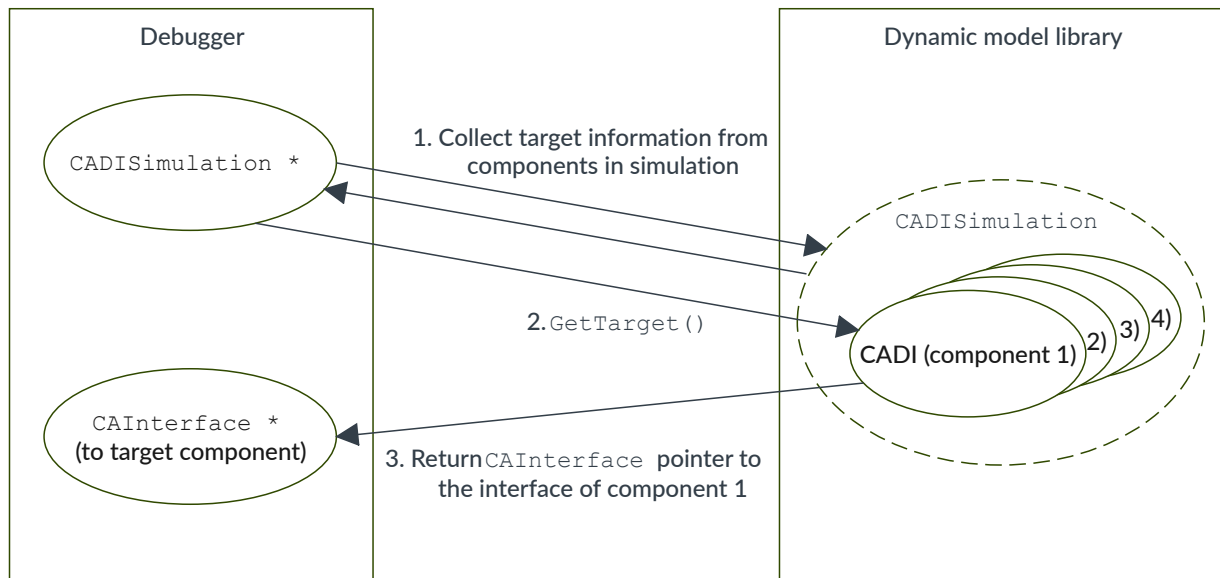 Debugger
Dynamic model library
CADISimulation *
1. Collect target information from
components in simulation
CADISimulation
2. GetTarget()
CADI (component 1)
2)
3)
4)
CAInterface *
(to target component)
3. Return CAInterface pointer to
the interface of component 1